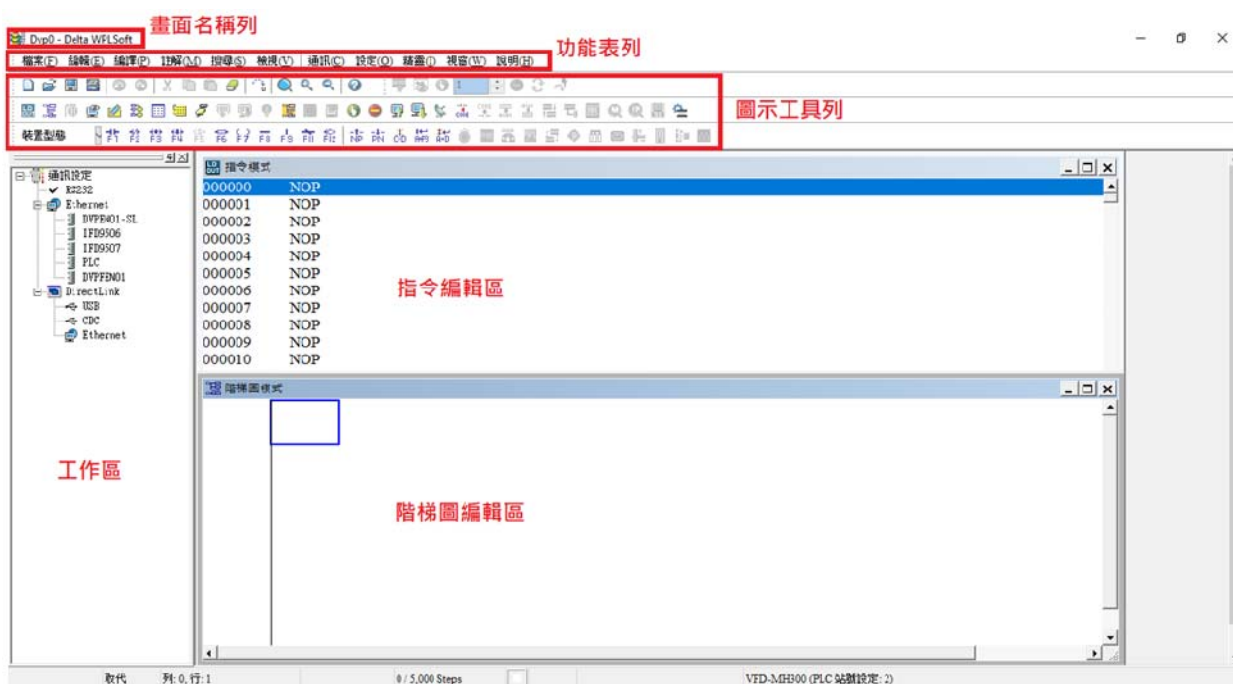 畫面名稱列
Dvp0 - Delta WPLSoft
功能表列
檔案(F) 編輯(E) 編譯(P) 註解(M) 搜尋(S) 檢視(V) 通訊(C) 設定(O) 精靈(I) 視窗(W) 說明(H)
圖示工具列
裝置型態
通訊設定
RS232
Ethernet
DVPEN01-SL
IFD9506
IFD9507
PLC
DVPFEN01
DirectLink
USB
CDC
Ethernet
工作區
指令模式
000000 NOP
000001 NOP
000002 NOP
000003 NOP
000004 NOP
000005 NOP
000006 NOP
000007 NOP
000008 NOP
000009 NOP
000010 NOP
指令編輯區
階梯圖模式
階梯圖編輯區
取代 列: 0, 行: 1 0 / 5,000 Steps VFD-MH300 (PLC 站號設定: 2)